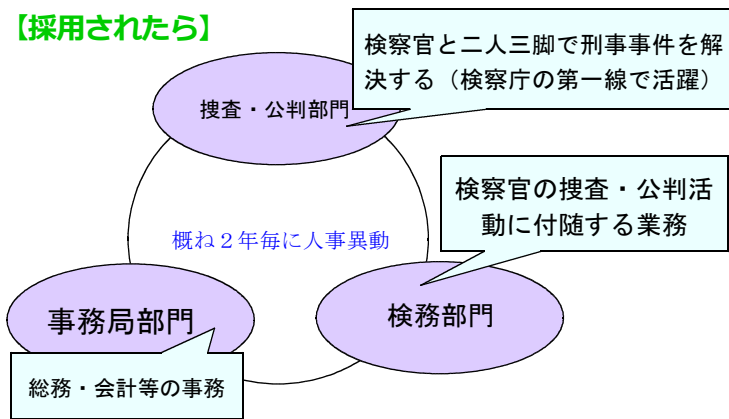 【採用されたら】
検察官と二人三脚で刑事事件を解
決する（検察庁の第一線で活躍）
捜査・公判部門
検察官の捜査・公判活
動に付随する業務
概ね２年毎に人事異動
事務局部門
検務部門
総務・会計等の事務